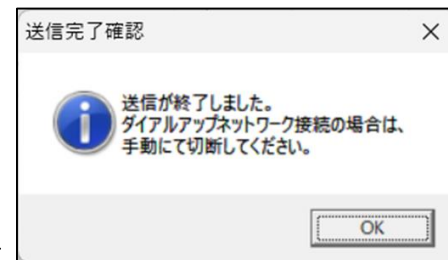 送信完了確認
送信が終了しました。
ダイアルアップネットワーク接続の場合は、
手動にて切断してください。
OK